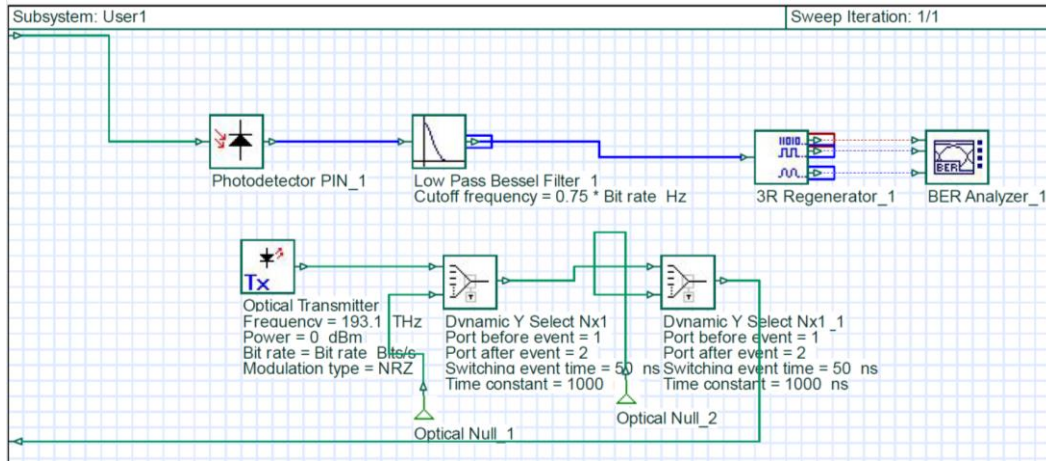 Subsystem: User1
Sweep Iteration: 1/1
Photodetector PIN_1
Low Pass Bessel Filter_1
Cutoff frequency = 0.75 * Bit rate Hz
11010
3R Regenerator_1
BER
BER Analyzer_1
Tx
Optical Transmitter
Frequency = 193.1 THz
Power = 0 dBm
Bit rate = Bit rate Bits/s
Modulation type = NRZ
T
Dynamic Y Select Nx1
Port before event = 1
Port after event = 2
Switching event time = 50 ns
Time constant = 1000
T
Dynamic Y Select Nx1_1
Port before event = 1
Port after event = 2
Switching event time = 50 ns
Time constant = 1000 ns
Optical Null_1
Optical Null_2